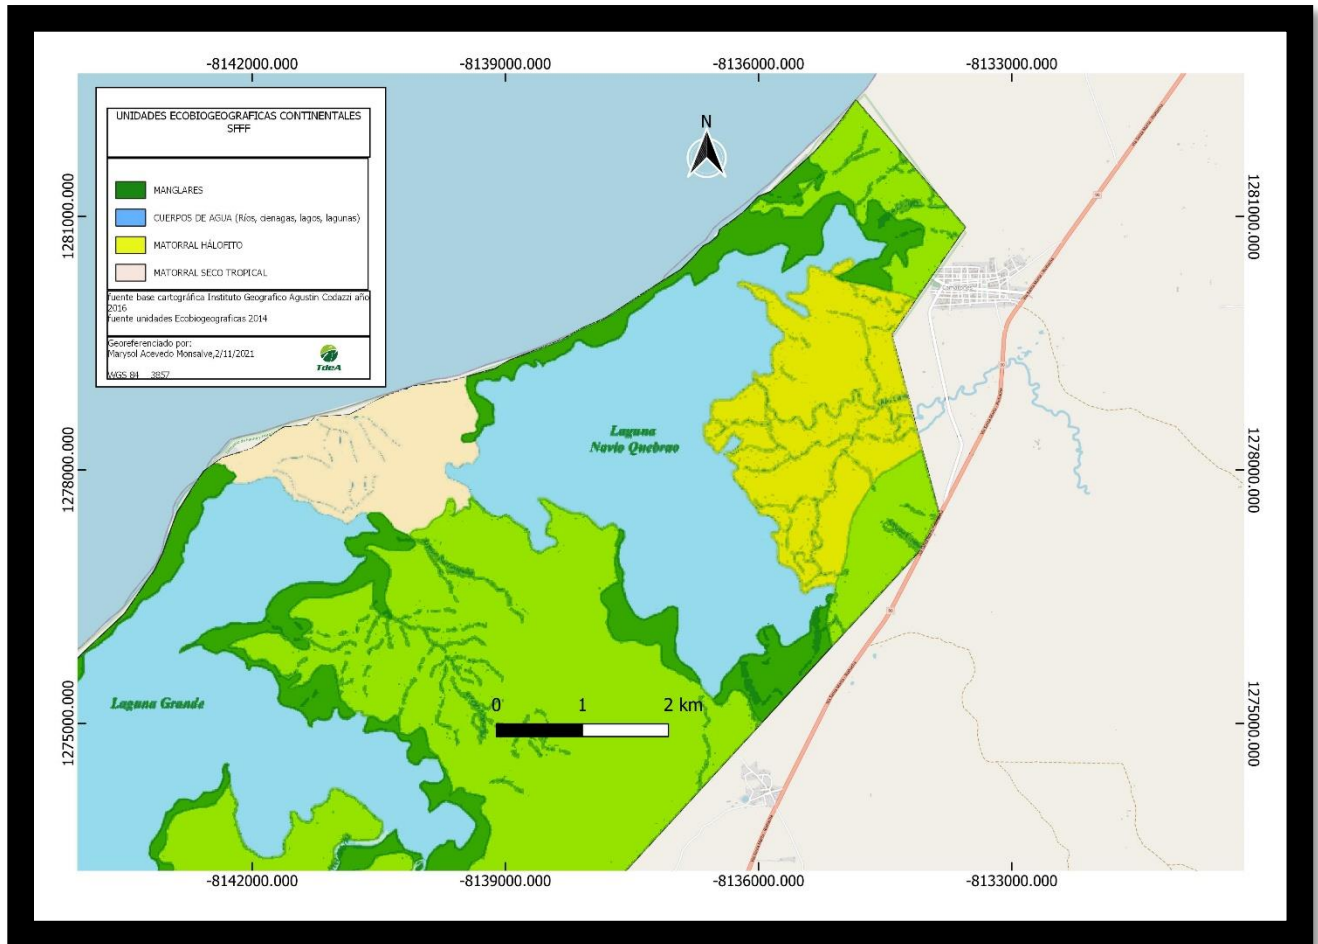 -8142000.000 -8139000.000 -8136000.000 -8133000.000
UNIDADES ECOBIOGEOGRAFICAS CONTINENTALES
SFFF
MANGLARES
CUERPOS DE AGUA (Ríos, cienagas, lagos, lagunas)
MATORRAL HÁLOFITO
MATORRAL SECO TROPICAL
fuente base cartográfica Instituto Geografico Agustin Codazzi año
2016
fuente unidades Ecobiogeograficas 2014
Georeferenciado por:
Marysol Acevedo Monsalve,2/11/2021
TdeA
WGS 84 3857
N
1281000.000
1281000.000
Laguna
Navio Quebrao
1278000.000
1278000.000
Laguna Grande
0 1 2 km
1275000.000
1275000.000
-8142000.000 -8139000.000 -8136000.000 -8133000.000